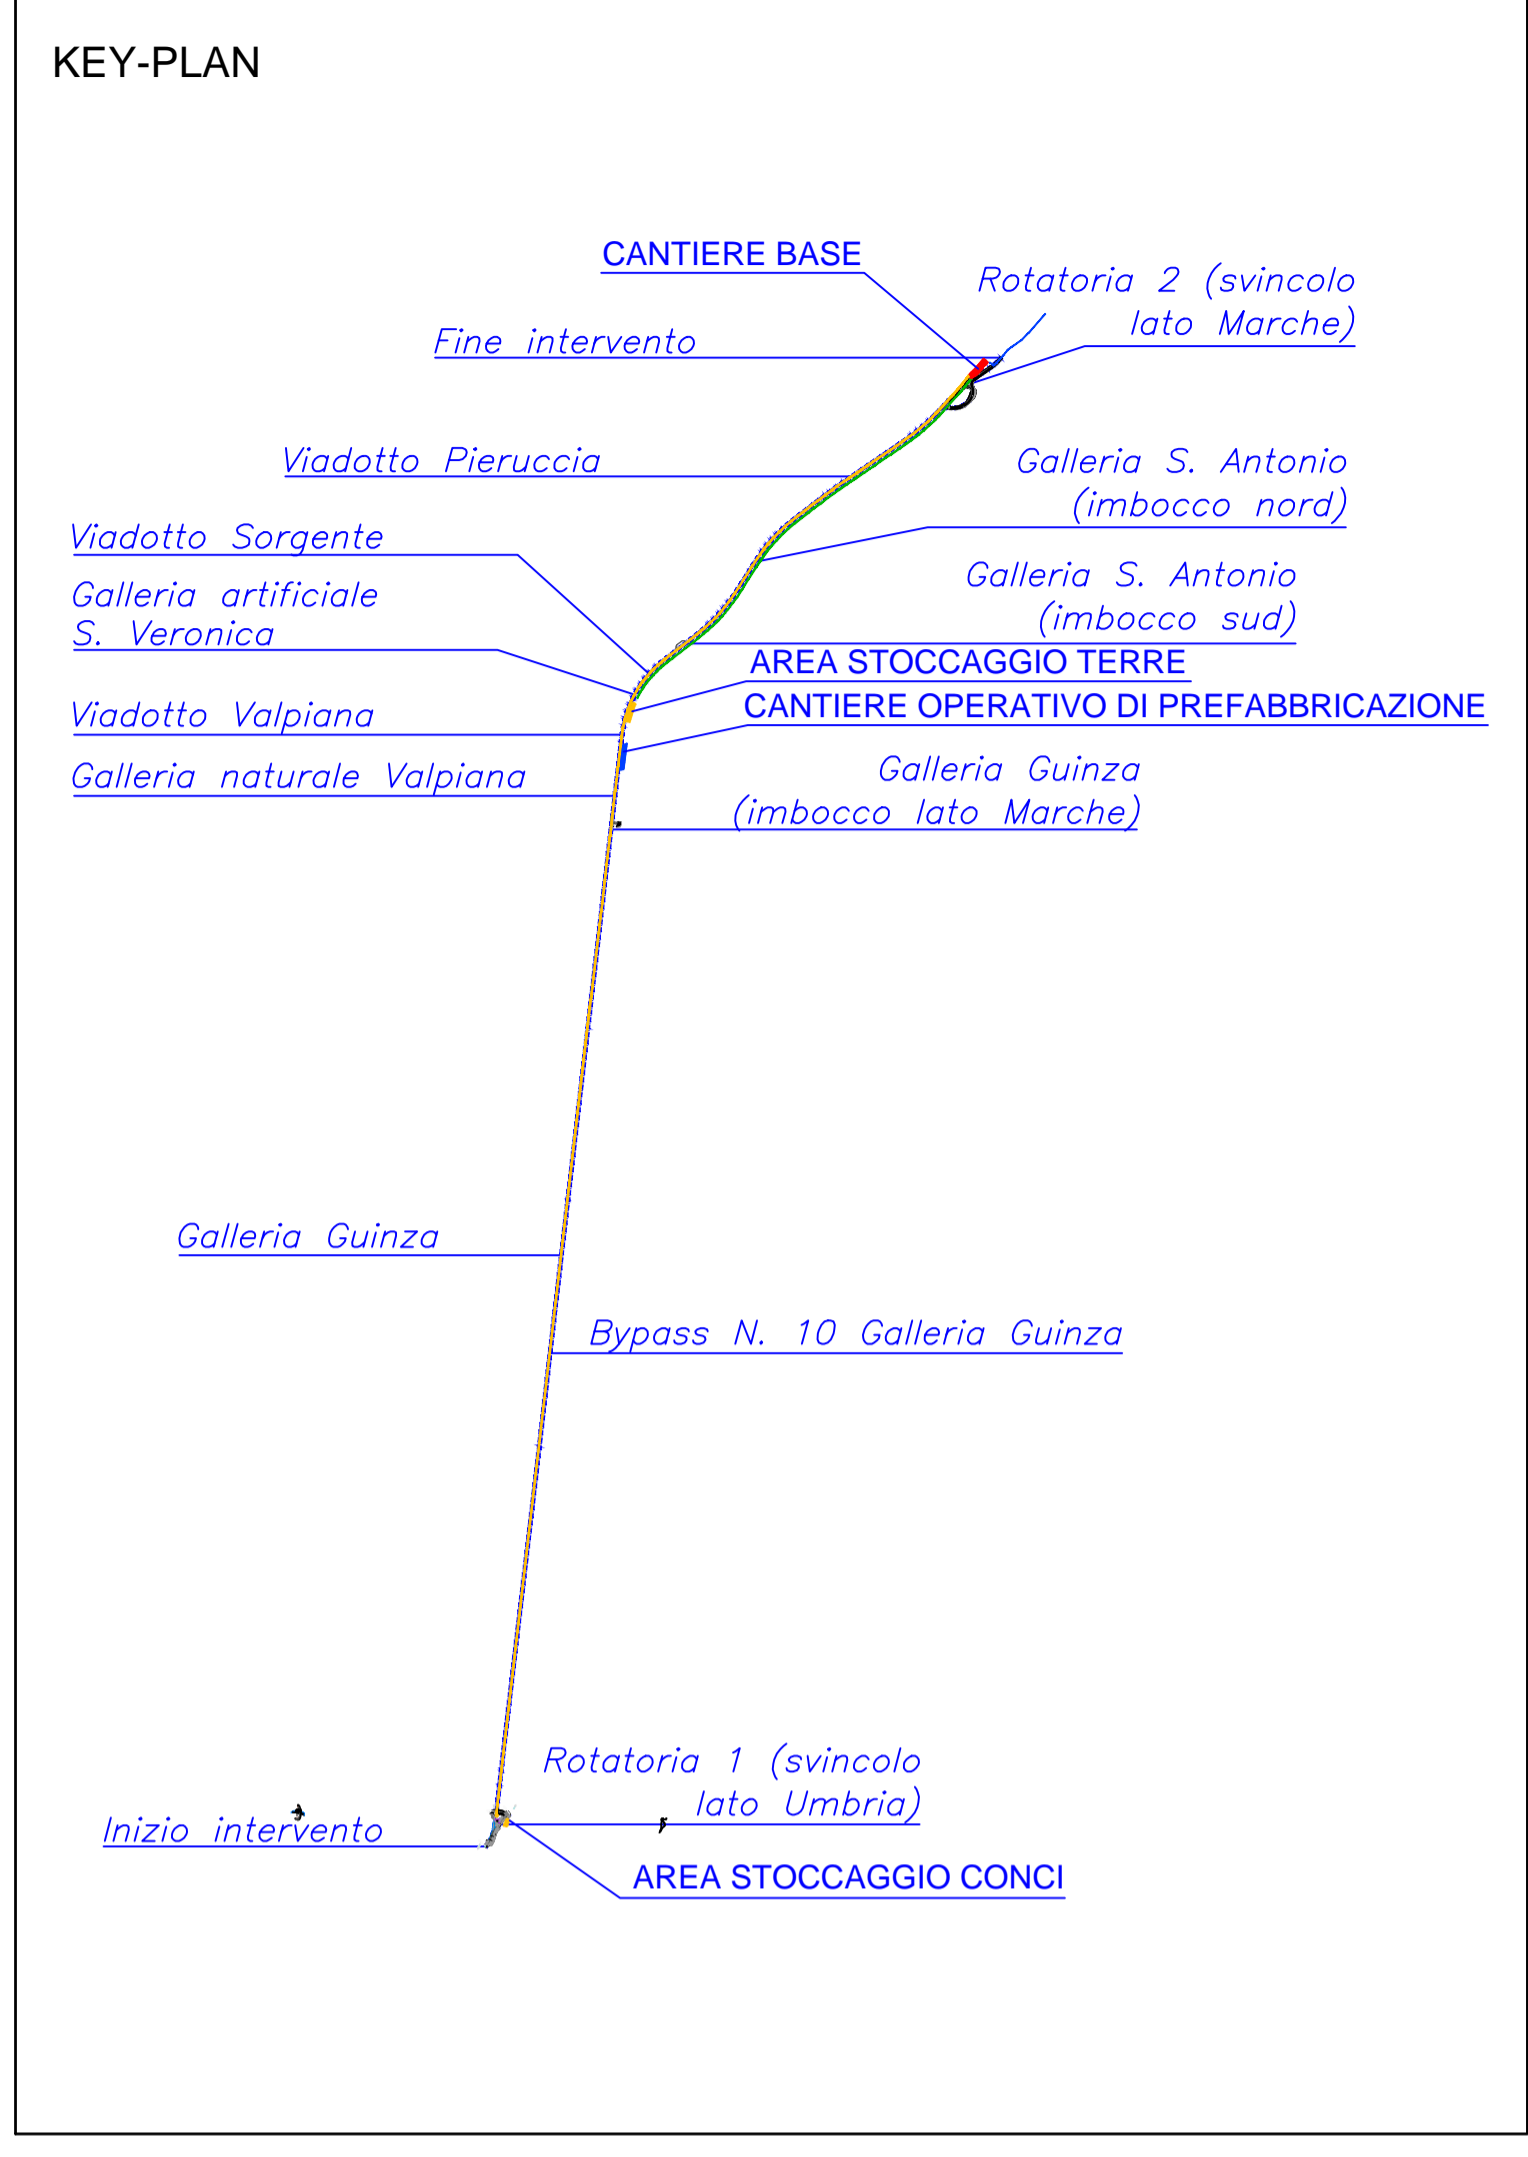 KEY-PLAN
CANTIERE BASE
Rotatoria 2 (svincolo
lato Marche)
Fine intervento
Viadotto Pieruccia
Galleria S. Antonio
(imbocco nord)
Viadotto Sorgente
Galleria S. Antonio
(imbocco sud)
Galleria artificiale
S. Veronica
AREA STOCCAGGIO TERRE
CANTIERE OPERATIVO DI PREFABBRICAZIONE
Viadotto Valpiana
Galleria naturale Valpiana
Galleria Guinza
(imbocco lato Marche)
Galleria Guinza
Bypass N. 10 Galleria Guinza
Rotatoria 1 (svincolo
lato Umbria)
Inizio intervento
AREA STOCCAGGIO CONCI